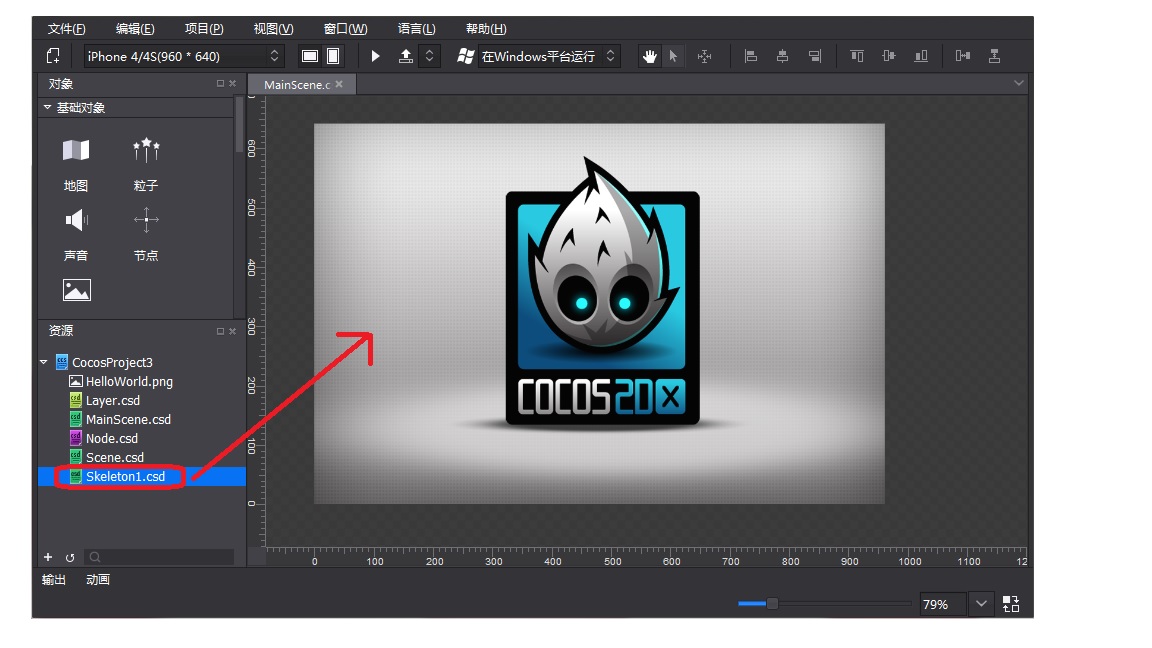 文件(F) 编辑(E) 项目(P) 视图(V) 窗口(W) 语言(L) 帮助(H)
iPhone 4/4S(960 * 640) 在Windows平台运行
对象
MainScene.c
基础对象
地图 粒子
声音 节点
资源
CocosProject3
HelloWorld.png
Layer.csd
MainScene.csd
Node.csd
Scene.csd
Skeleton1.csd
600
500
400
300
200
100
0
COCOS 2D X
0 100 200 300 400 500 600 700 800 900 1000 1100 12
输出 动画
79%